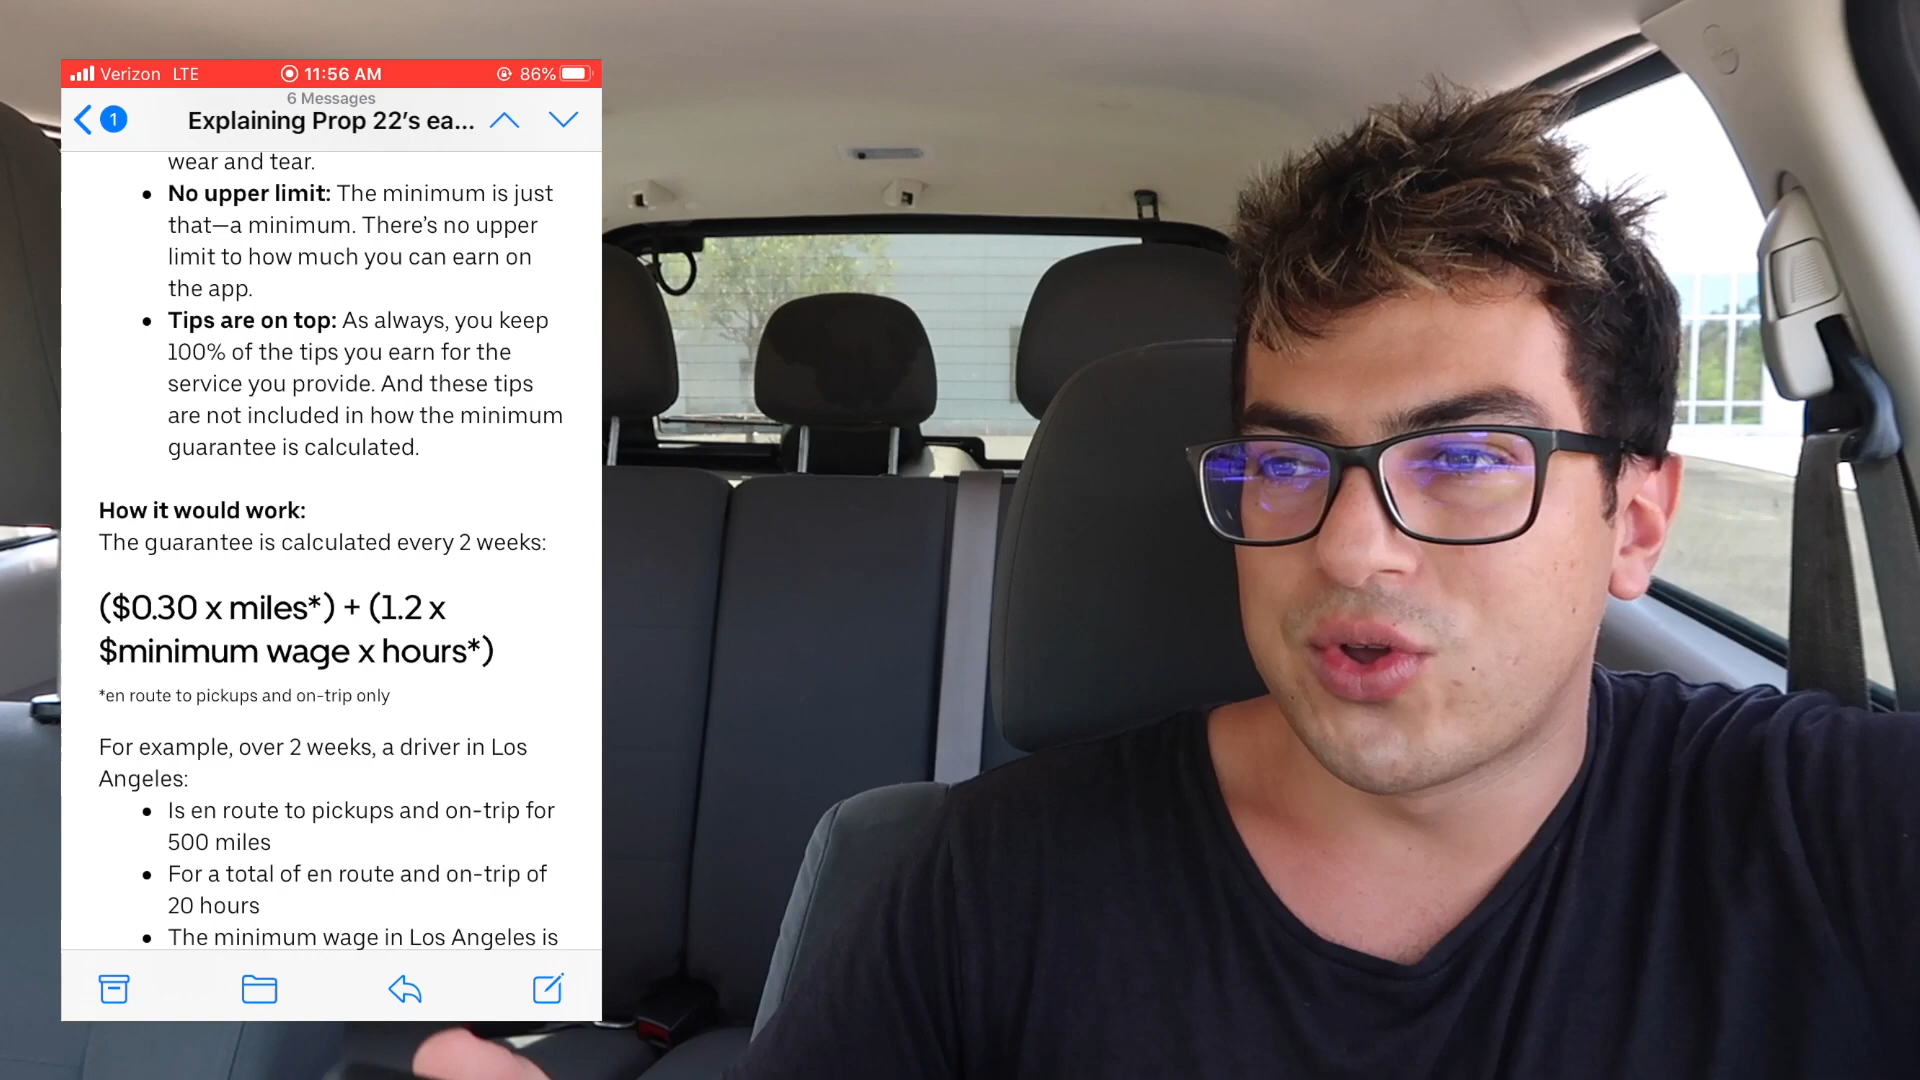 Verizon LTE 11:56 AM 86%
6 Messages
1 Explaining Prop 22’s ea...
wear and tear.
• No upper limit: The minimum is just
that—a minimum. There’s no upper
limit to how much you can earn on
the app.
• Tips are on top: As always, you keep
100% of the tips you earn for the
service you provide. And these tips
are not included in how the minimum
guarantee is calculated.
How it would work:
The guarantee is calculated every 2 weeks:
($0.30 x miles*) + (1.2 x
$minimum wage x hours*)
*en route to pickups and on-trip only
For example, over 2 weeks, a driver in Los
Angeles:
• Is en route to pickups and on-trip for
500 miles
• For a total of en route and on-trip of
20 hours
• The minimum wage in Los Angeles is